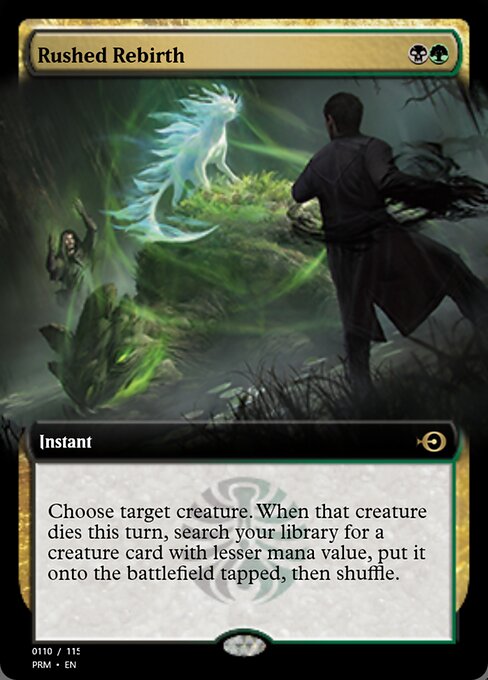 Rushed Rebirth
Instant
Choose target creature. When that creature
dies this turn, search your library for a
creature card with lesser mana value, put it
onto the battlefield tapped, then shuffle.
0110 / 115
PRM • EN